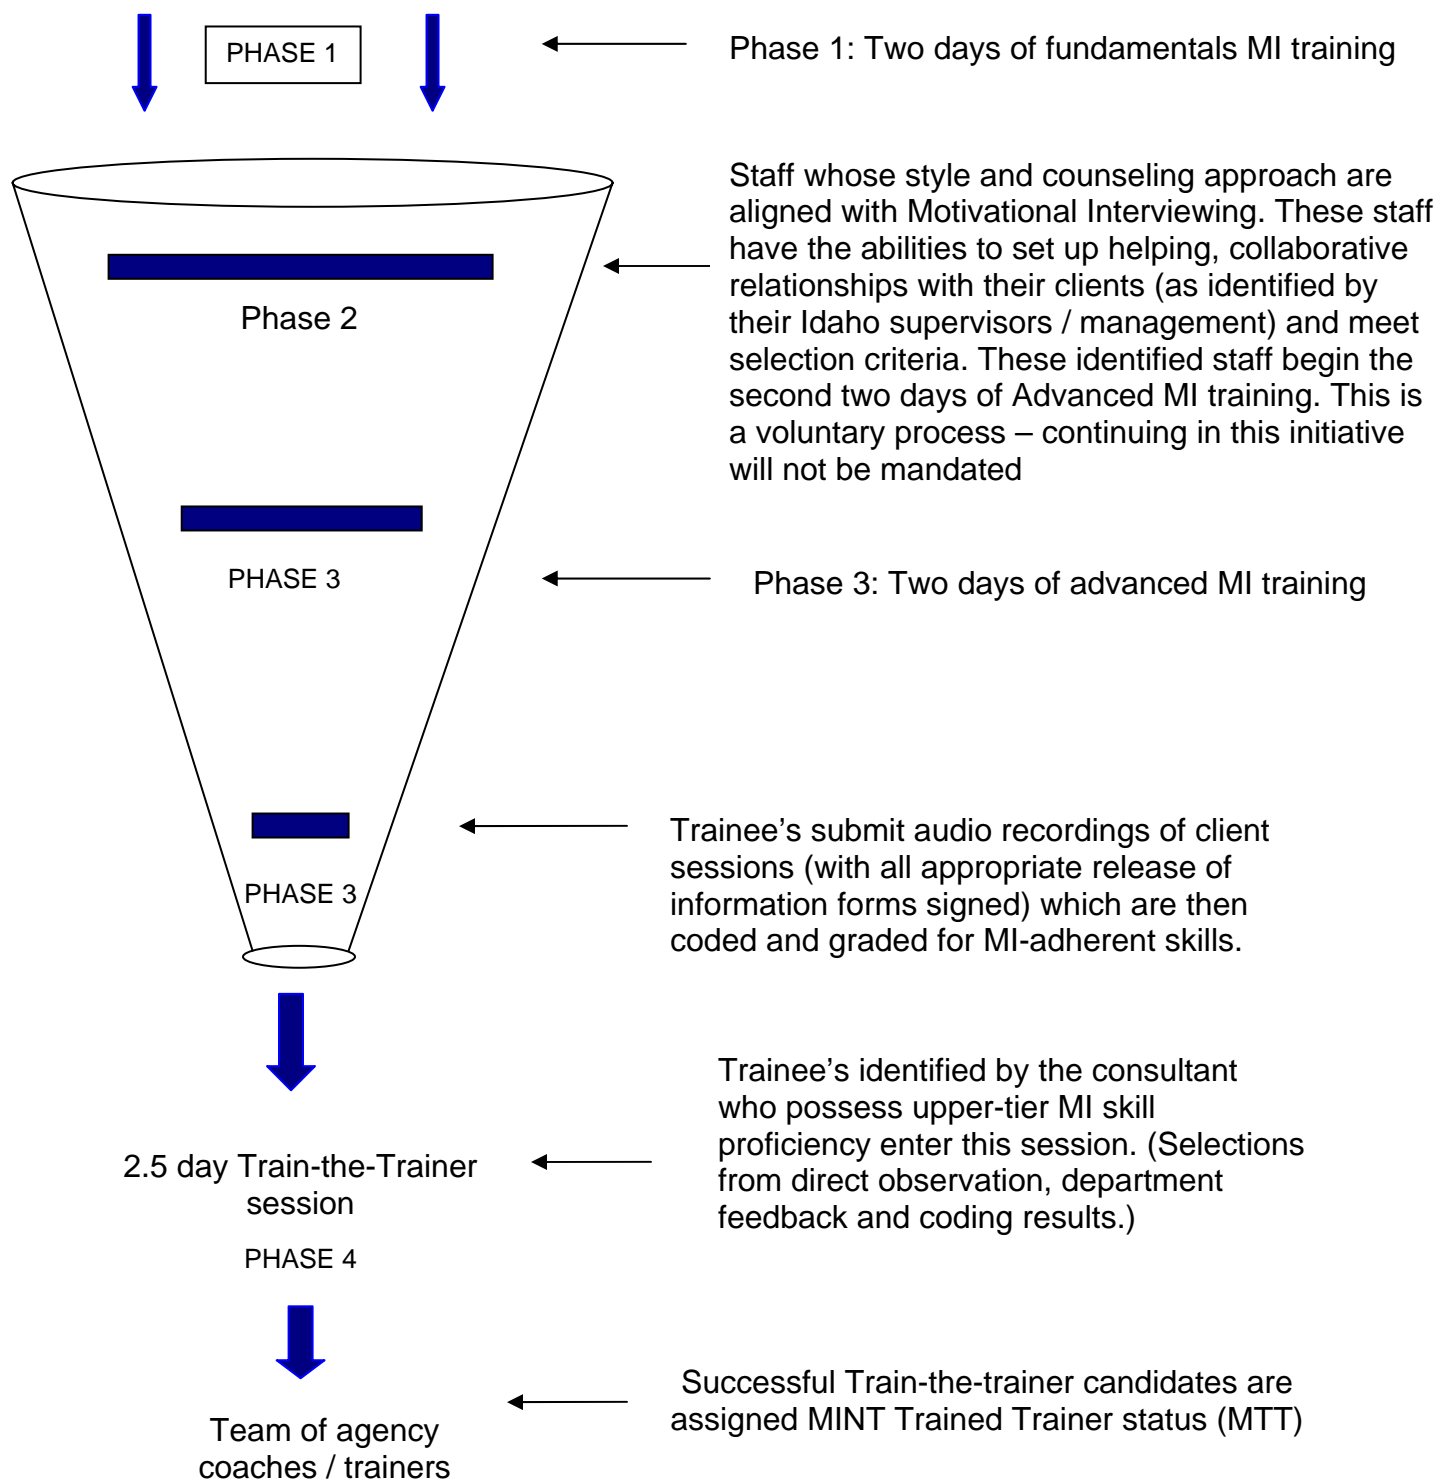 PHASE 1
Phase 1: Two days of fundamentals MI training
Staff whose style and counseling approach are
aligned with Motivational Interviewing. These staff
have the abilities to set up helping, collaborative
relationships with their clients (as identified by
their Idaho supervisors / management) and meet
selection criteria. These identified staff begin the
second two days of Advanced MI training. This is
a voluntary process – continuing in this initiative
will not be mandated
Phase 2
PHASE 3
Phase 3: Two days of advanced MI training
Trainee’s submit audio recordings of client
sessions (with all appropriate release of
information forms signed) which are then
coded and graded for MI-adherent skills.
PHASE 3
Trainee’s identified by the consultant
who possess upper-tier MI skill
proficiency enter this session. (Selections
from direct observation, department
feedback and coding results.)
2.5 day Train-the-Trainer
session
PHASE 4
Successful Train-the-trainer candidates are
assigned MINT Trained Trainer status (MTT)
Team of agency
coaches / trainers